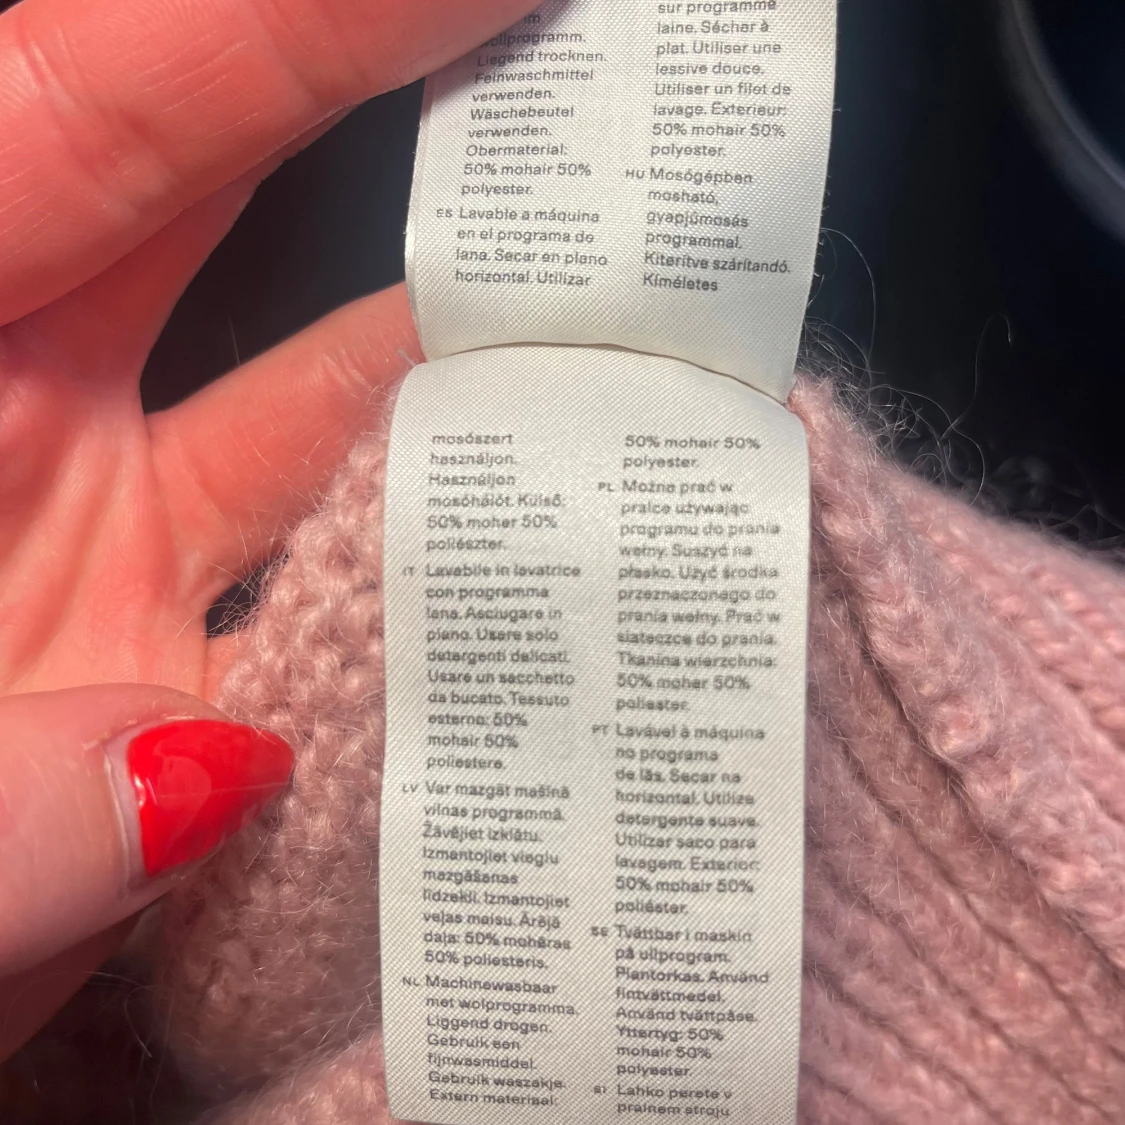 im
wollprogramm.
Liegend trocknen.
Feinwaschmittel
verwenden.
Wäschebeutel
verwenden.
Obermaterial:
50% mohair 50%
polyester.
ES Lavable a máquina
en el programa de
lana. Secar en plano
horizontal. Utilizar
sur programme
laine. Sécher à
plat. Utiliser une
lessive douce.
Utiliser un filet de
lavage. Exterieur:
50% mohair 50%
polyester.
HU Mosógépben
mosható,
gyapjúmosás
programmal.
Kiterítve szárítandó.
Kíméletes
mosószert
használjon.
Használjon
mosóhálót. Külső:
50% moher 50%
poliészter.
IT Lavabile in lavatrice
con programma
lana. Asciugare in
piano. Usare solo
detergenti delicati.
Usare un sacchetto
da bucato. Tessuto
esterno: 50%
mohair 50%
poliestere.
LV Var mazgāt mašīnā
vilnas programmā.
Žāvējiet izklātu.
Izmantojiet vieglu
mazgāšanas
līdzekli. Izmantojiet
veļas maisu. Ārējā
daļa: 50% mohēras
50% poliesteris.
NL Machinewasbaar
met wolprogramma.
Liggend drogen.
Gebruik een
fijnwasmiddel.
Gebruik waszakje.
Extern materiaal:
50% mohair 50%
polyester.
PL Można prać w
pralce używając
programu do prania
wełny. Suszyć na
płasko. Użyć środka
przeznaczonego do
prania wełny. Prać w
siateczce do prania.
Tkanina wierzchnia:
50% moher 50%
poliester.
PT Lavável à máquina
no programa
de lãs. Secar na
horizontal. Utilize
detergente suave.
Utilizar saco para
lavagem. Exterior:
50% mohair 50%
poliéster.
SE Tvättbar i maskin
på ullprogram.
Plantorkas. Använd
fintvättmedel.
Använd tvättpåse.
Yttertyg: 50%
mohair 50%
polyester.
SI Lahko perete v
pralnem stroju